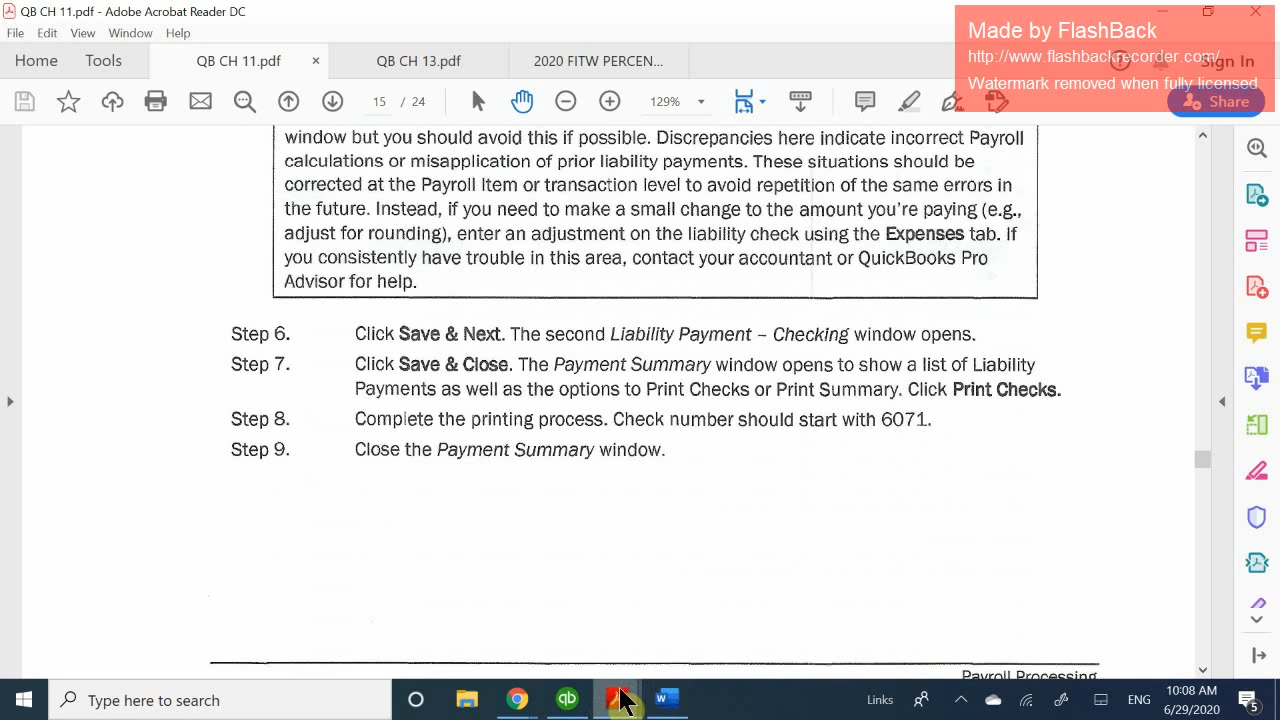 QB CH 11.pdf - Adobe Acrobat Reader DC
Made by FlashBack
File Edit View Window Help
http://www.flashbackrecorder.com/
Home Tools QB CH 11.pdf × QB CH 13.pdf 2020 FITW PERCEN... Sign In
Watermark removed when fully licensed
15 / 24 129% Share
window but you should avoid this if possible. Discrepancies here indicate incorrect Payroll
calculations or misapplication of prior liability payments. These situations should be
corrected at the Payroll Item or transaction level to avoid repetition of the same errors in
the future. Instead, if you need to make a small change to the amount you're paying (e.g.,
adjust for rounding), enter an adjustment on the liability check using the Expenses tab. If
you consistently have trouble in this area, contact your accountant or QuickBooks Pro
Advisor for help.
Step 6. Click Save & Next. The second Liability Payment – Checking window opens.
Step 7. Click Save & Close. The Payment Summary window opens to show a list of Liability
Payments as well as the options to Print Checks or Print Summary. Click Print Checks.
Step 8. Complete the printing process. Check number should start with 6071.
Step 9. Close the Payment Summary window.
Payroll Processing
Type here to search qb Links ENG 10:08 AM 5
6/29/2020